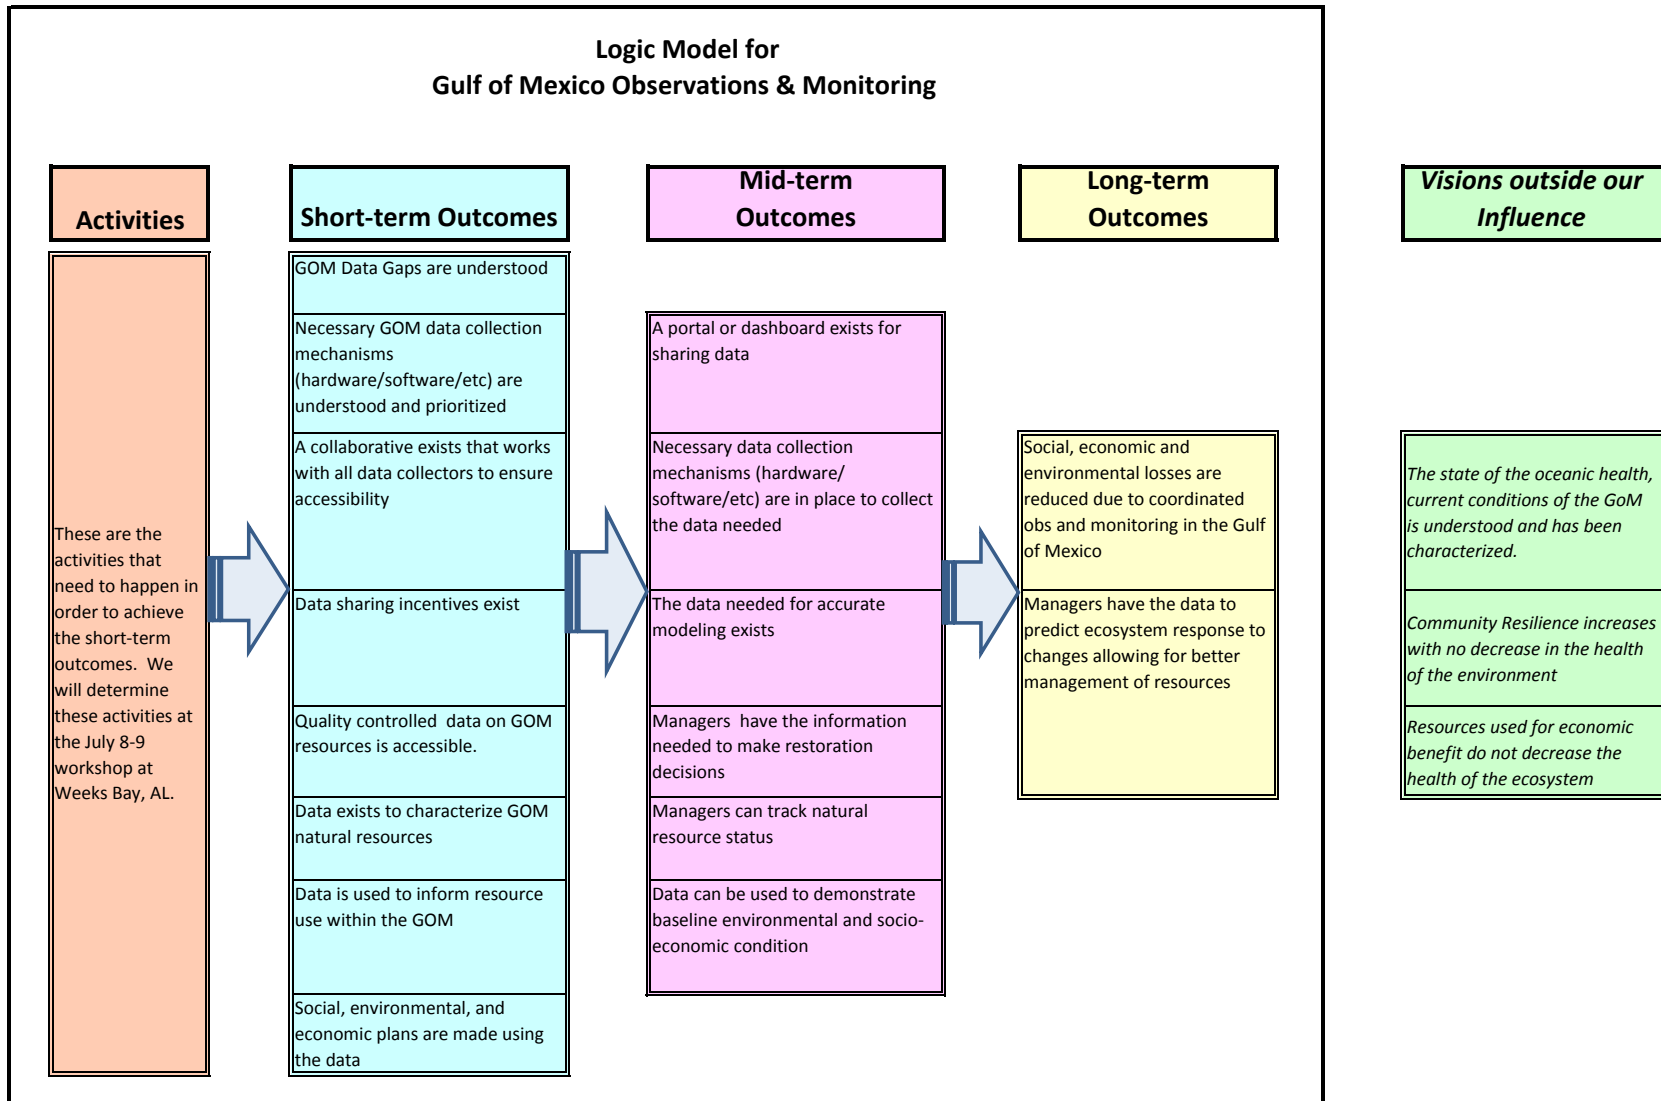 Logic Model for
Gulf of Mexico Observations & Monitoring
Activities
These are the
activities that
need to happen in
order to achieve
the short-term
outcomes.  We
will determine
these activities at
the July 8-9
workshop at
Weeks Bay, AL.
Short-term Outcomes
GOM Data Gaps are understood
Necessary GOM data collection
mechanisms
(hardware/software/etc) are
understood and prioritized
A collaborative exists that works
with all data collectors to ensure
accessibility
Data sharing incentives exist
Quality controlled  data on GOM
resources is accessible.
Data exists to characterize GOM
natural resources
Data is used to inform resource
use within the GOM
Social, environmental, and
economic plans are made using
the data
Mid-term
Outcomes
A portal or dashboard exists for
sharing data
Necessary data collection
mechanisms (hardware/
software/etc) are in place to collect
the data needed
The data needed for accurate
modeling exists
Managers  have the information
needed to make restoration
decisions
Managers can track natural
resource status
Data can be used to demonstrate
baseline environmental and socio-
economic condition
Long-term
Outcomes
Social, economic and
environmental losses are
reduced due to coordinated
obs and monitoring in the Gulf
of Mexico
Managers have the data to
predict ecosystem response to
changes allowing for better
management of resources
Visions outside our
Influence
The state of the oceanic health,
current conditions of the GoM
is understood and has been
characterized.
Community Resilience increases
with no decrease in the health
of the environment
Resources used for economic
benefit do not decrease the
health of the ecosystem